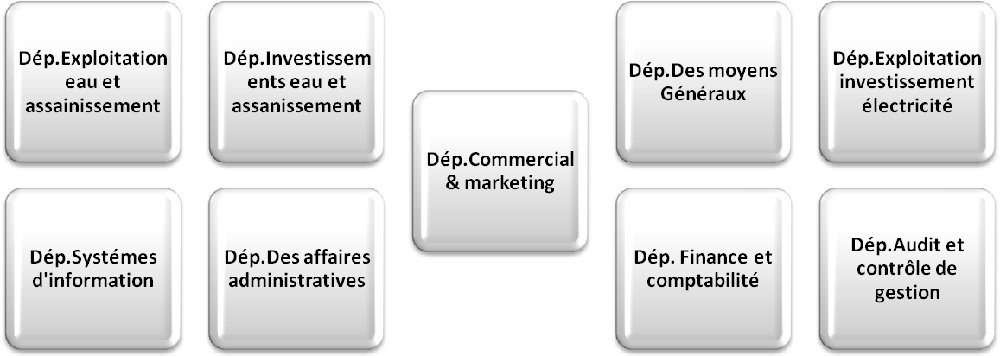 Dép.Exploitation
eau et
assainissement
Dép.Investissem
ents eau et
assanissement
Dép.Commercial
& marketing
Dép.Des moyens
Généraux
Dép.Exploitation
investissement
électricité
Dép.Systémes
d'information
Dép.Des affaires
administratives
Dép. Finance et
comptabilité
Dép.Audit et
contrôle de
gestion